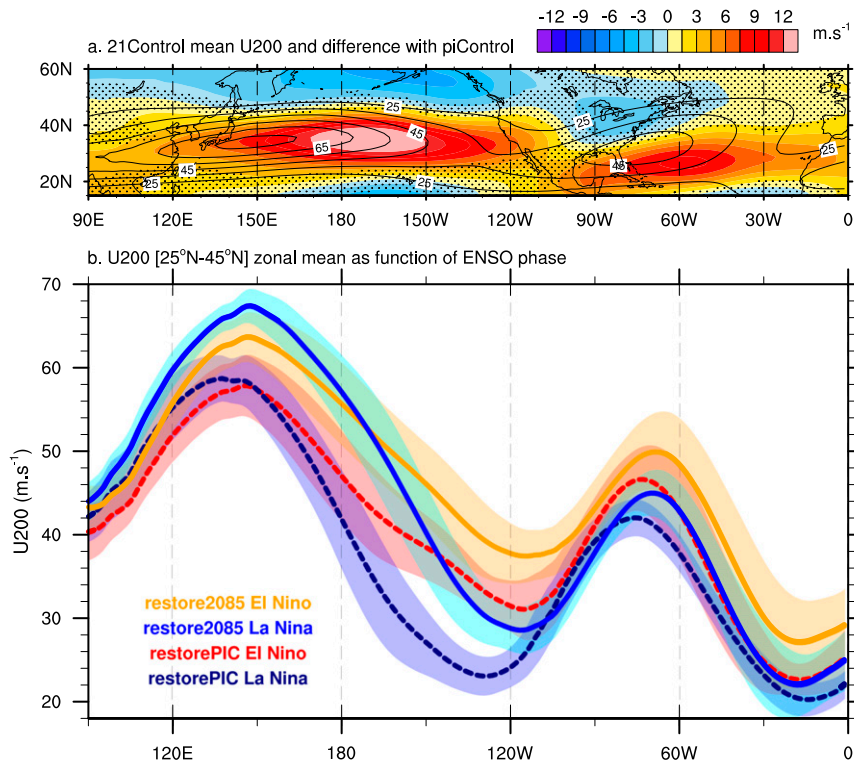 -12 -9 -6 -3 0 3 6 9 12 m.s⁻¹
a. 21Control mean U200 and difference with piControl
60N
40N
20N
25
25
45
65
25
45
45
25
25
90E 120E 150E 180 150W 120W 90W 60W 30W 0
b. U200 [25°N-45°N] zonal mean as function of ENSO phase
70
60
50
40
30
20
U200 (m.s⁻¹)
restore2085 El Nino
restore2085 La Nina
restorePIC El Nino
restorePIC La Nina
120E 180 120W 60W 0